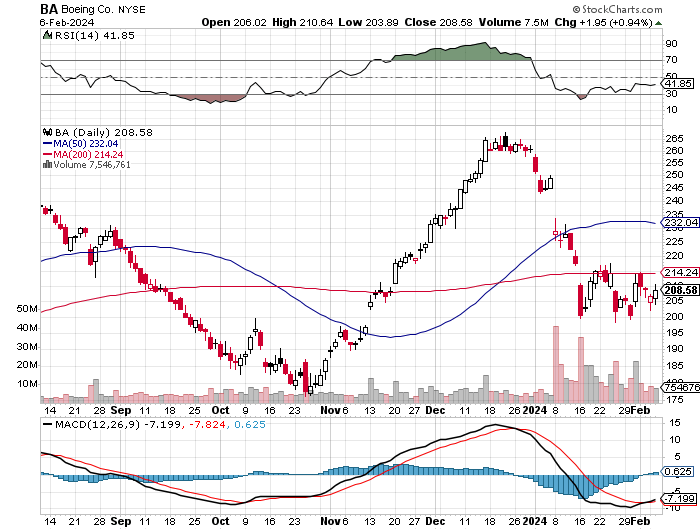 BA Boeing Co. NYSE © StockCharts.com
6-Feb-2024 Open 206.02 High 210.64 Low 203.89 Close 208.58 Volume 7.5M Chg +1.95 (+0.94%)
RSI(14) 41.85
90
70
50
41.85
30
10
BA (Daily) 208.58
MA(50) 232.04
MA(200) 214.24
Volume 7,546,761
265
260
255
250
245
240
235
232.04
225
220
214.24
208.58
205
200
195
190
185
180
175
7546761
50M
40M
30M
20M
10M
14 21 28 Sep 11 18 25 Oct 9 16 23 Nov 6 13 20 27 Dec 11 18 26 2024 8 16 22 29 Feb
MACD(12,26,9) -7.199, -7.824, 0.625
15
10
5
0.625
-5
-7.199
-10
14 21 28 Sep 11 18 25 Oct 9 16 23 Nov 6 13 20 27 Dec 11 18 26 2024 8 16 22 29 Feb